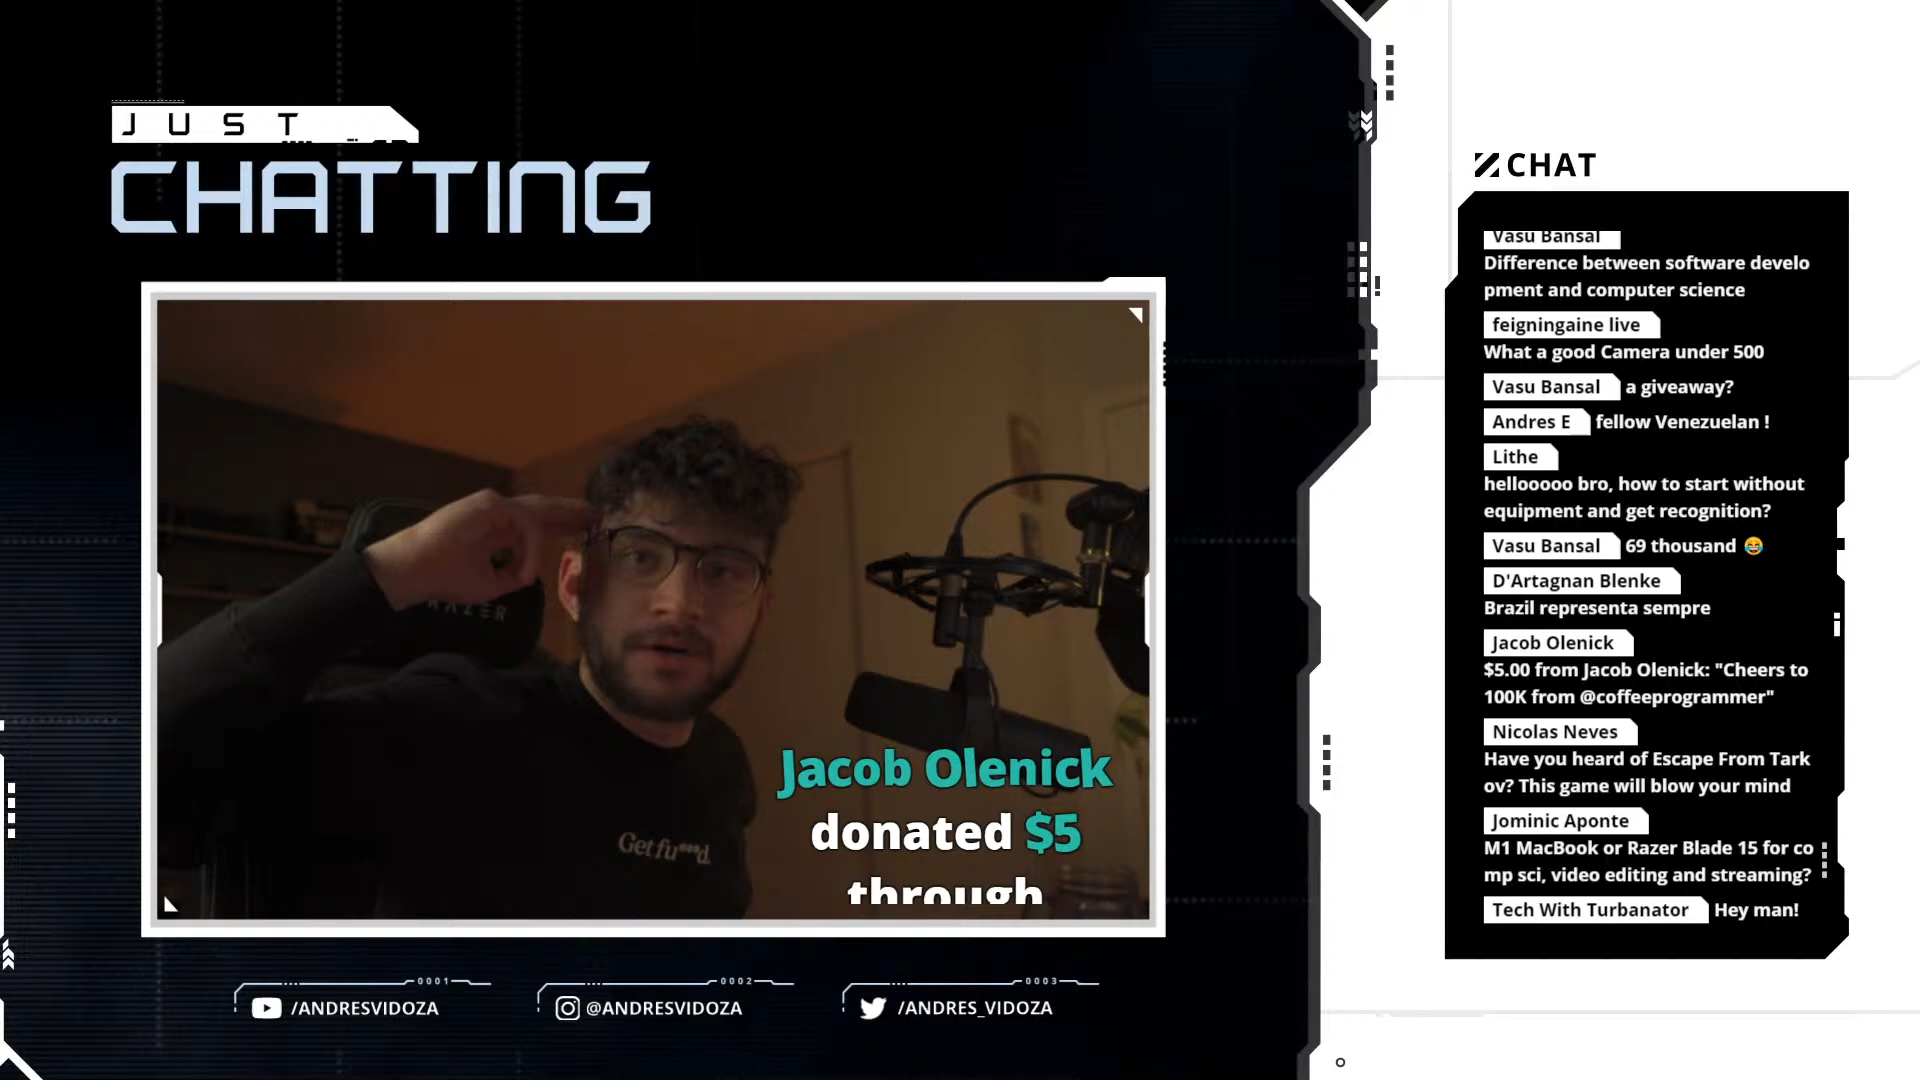 JUST
CHATTING
RAZER
Getfu***d.
Jacob Olenick
donated $5
through
0001
/ANDRESVIDOZA
0002
@ANDRESVIDOZA
0003
/ANDRES_VIDOZA
CHAT
Vasu Bansal
Difference between software develo
pment and computer science
feigningaine live
What a good Camera under 500
Vasu Bansal a giveaway?
Andres E fellow Venezuelan !
Lithe
hellooooo bro, how to start without
equipment and get recognition?
Vasu Bansal 69 thousand 😂
D'Artagnan Blenke
Brazil representa sempre
Jacob Olenick
$5.00 from Jacob Olenick: "Cheers to
100K from @coffeeprogrammer"
Nicolas Neves
Have you heard of Escape From Tark
ov? This game will blow your mind
Jominic Aponte
M1 MacBook or Razer Blade 15 for co
mp sci, video editing and streaming?
Tech With Turbanator Hey man!